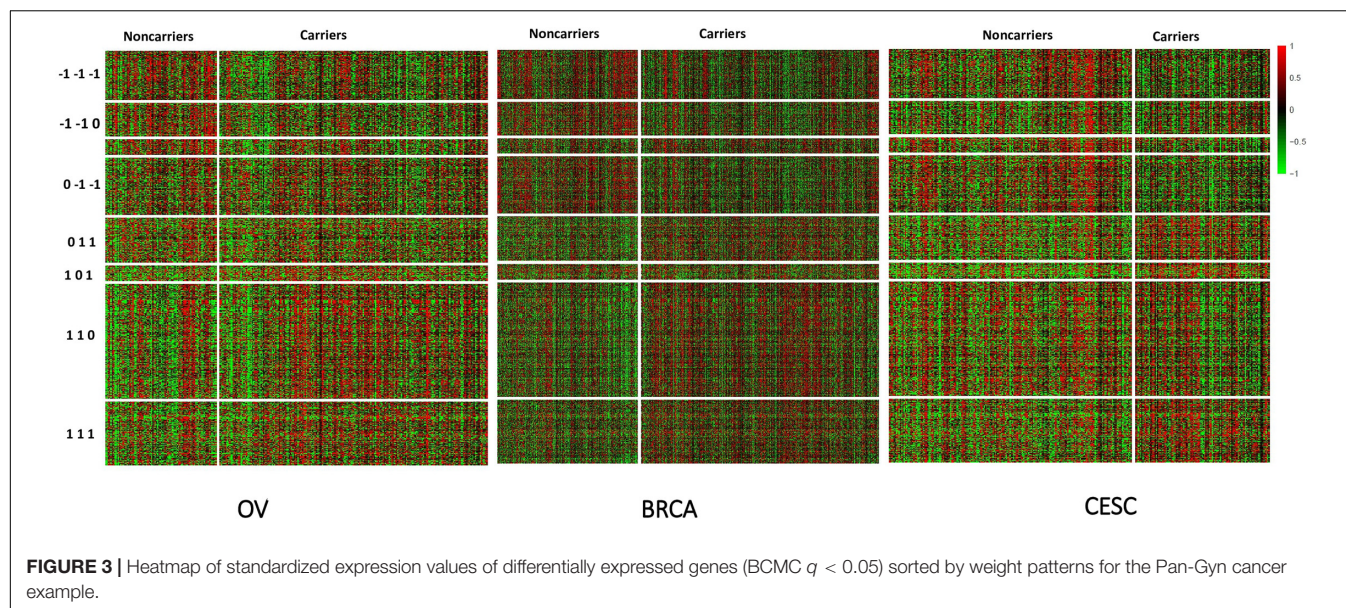 Noncarriers Carriers Noncarriers Carriers Noncarriers Carriers
-1 -1 -1
-1 -1 0
0 -1 -1
0 1 1
1 0 1
1 1 0
1 1 1
1
0.5
0
-0.5
-1
OV BRCA CESC
FIGURE 3 | Heatmap of standardized expression values of differentially expressed genes (BCMC q < 0.05) sorted by weight patterns for the Pan-Gyn cancer
example.